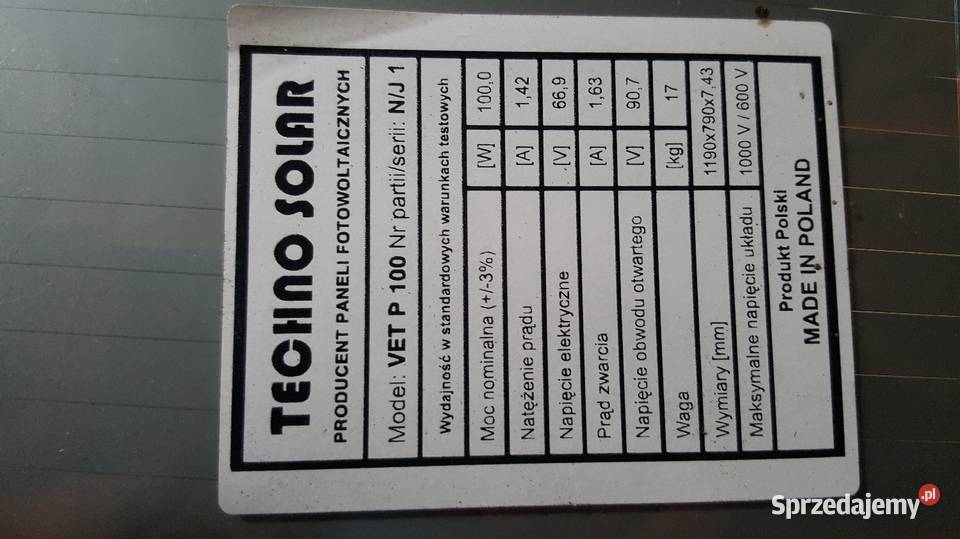 TECHNO SOLAR
PRODUCENT PANELI FOTOWOLTAICZNYCH
Model: VET P 100 Nr partii/serii: N/J 1
Wydajność w standardowych warunkach testowych
Moc nominalna (+/-3%) [W] 100,0
Natężenie prądu [A] 1,42
Napięcie elektryczne [V] 66,9
Prąd zwarcia [A] 1,63
Napięcie obwodu otwartego [V] 90,7
Waga [kg] 17
Wymiary [mm] 1190x790x7,43
Maksymalne napięcie układu 1000 V / 600 V
Produkt Polski
MADE IN POLAND
Sprzedajemy.pl